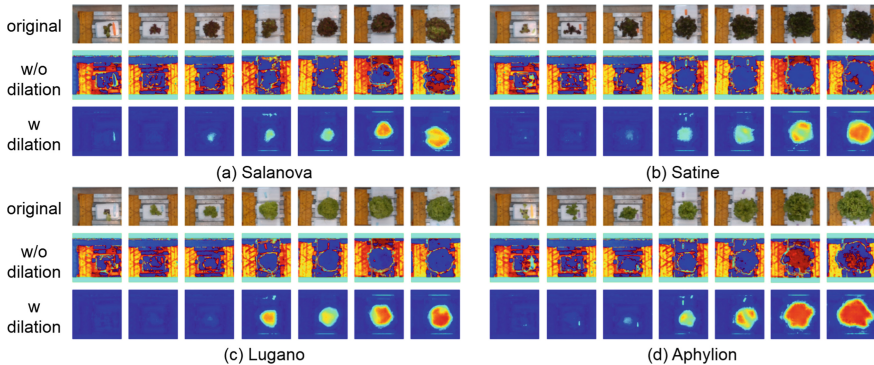 original
w/o
dilation
w
dilation
(a) Salanova
(b) Satine
original
w/o
dilation
w
dilation
(c) Lugano
(d) Aphylion